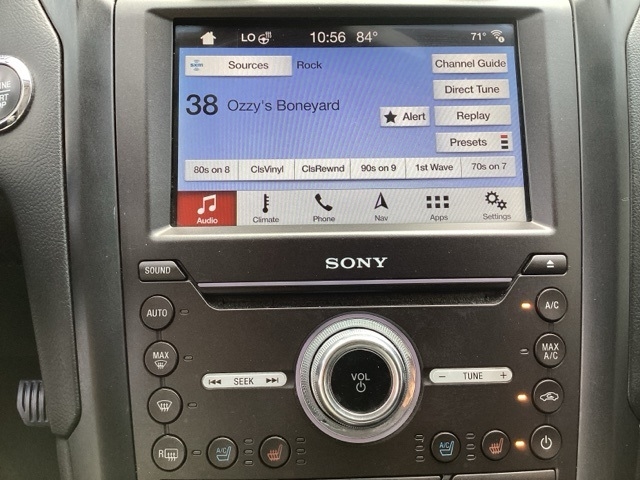 LO 10:56 84° 71°
sxm Sources Rock Channel Guide
Direct Tune
38 Ozzy's Boneyard
Alert Replay
Presets
80s on 8 ClsVinyl ClsRewnd 90s on 9 1st Wave 70s on 7
Audio Climate Phone Nav Apps Settings
SOUND SONY
AUTO A/C
MAX MAX A/C
VOL
SEEK - TUNE +
R
A/C A/C